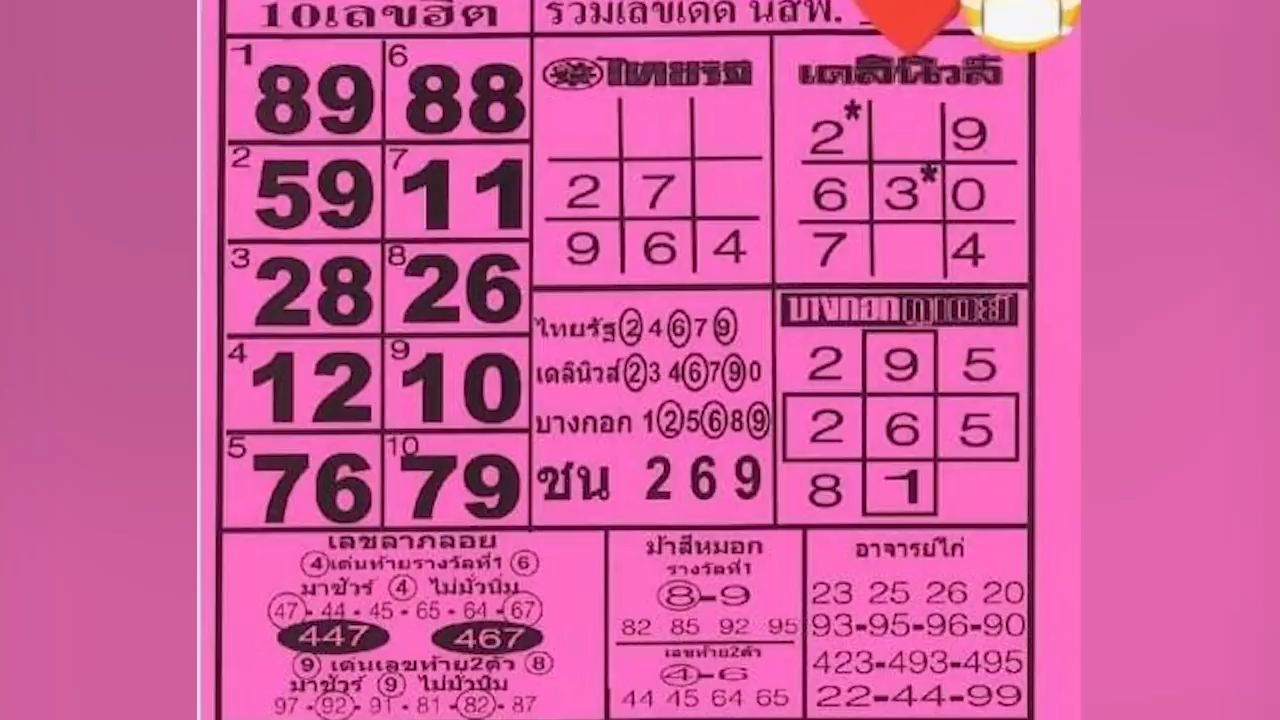 10เลขฮิต
รวมเลขเด็ด นสพ.
1 89 6 88
2 59 7 11
3 28 8 26
4 12 9 10
5 76 10 79
ไทยรัฐ
2 7
9 6 4
เดลินิวส์
2* 9
6 3* 0
7 4
ไทยรัฐ 2 4 6 7 9
เดลินิวส์ 2 3 4 6 7 9 0
บางกอก 1 2 5 6 8 9
ชน 2 6 9
บางกอกทูเดย์
2 9 5
2 6 5
8 1
เลขลาภลอย
4 เด่นท้ายรางวัลที่1 6
มาชัวร์ 4 ไม่มั่วนิ่ม
47 - 44 - 45 - 65 - 64 - 67
447 467
9 เด่นเลขท้าย2ตัว 8
มาชัวร์ 9 ไม่มั่วนิ่ม
97 - 92 - 91 - 81 - 82 - 87
ม้าสีหมอก
รางวัลที่1
8-9
82 85 92 95
เลขท้าย2ตัว
4-6
44 45 64 65
อาจารย์ไก่
23 25 26 20
93-95-96-90
423-493-495
22-44-99